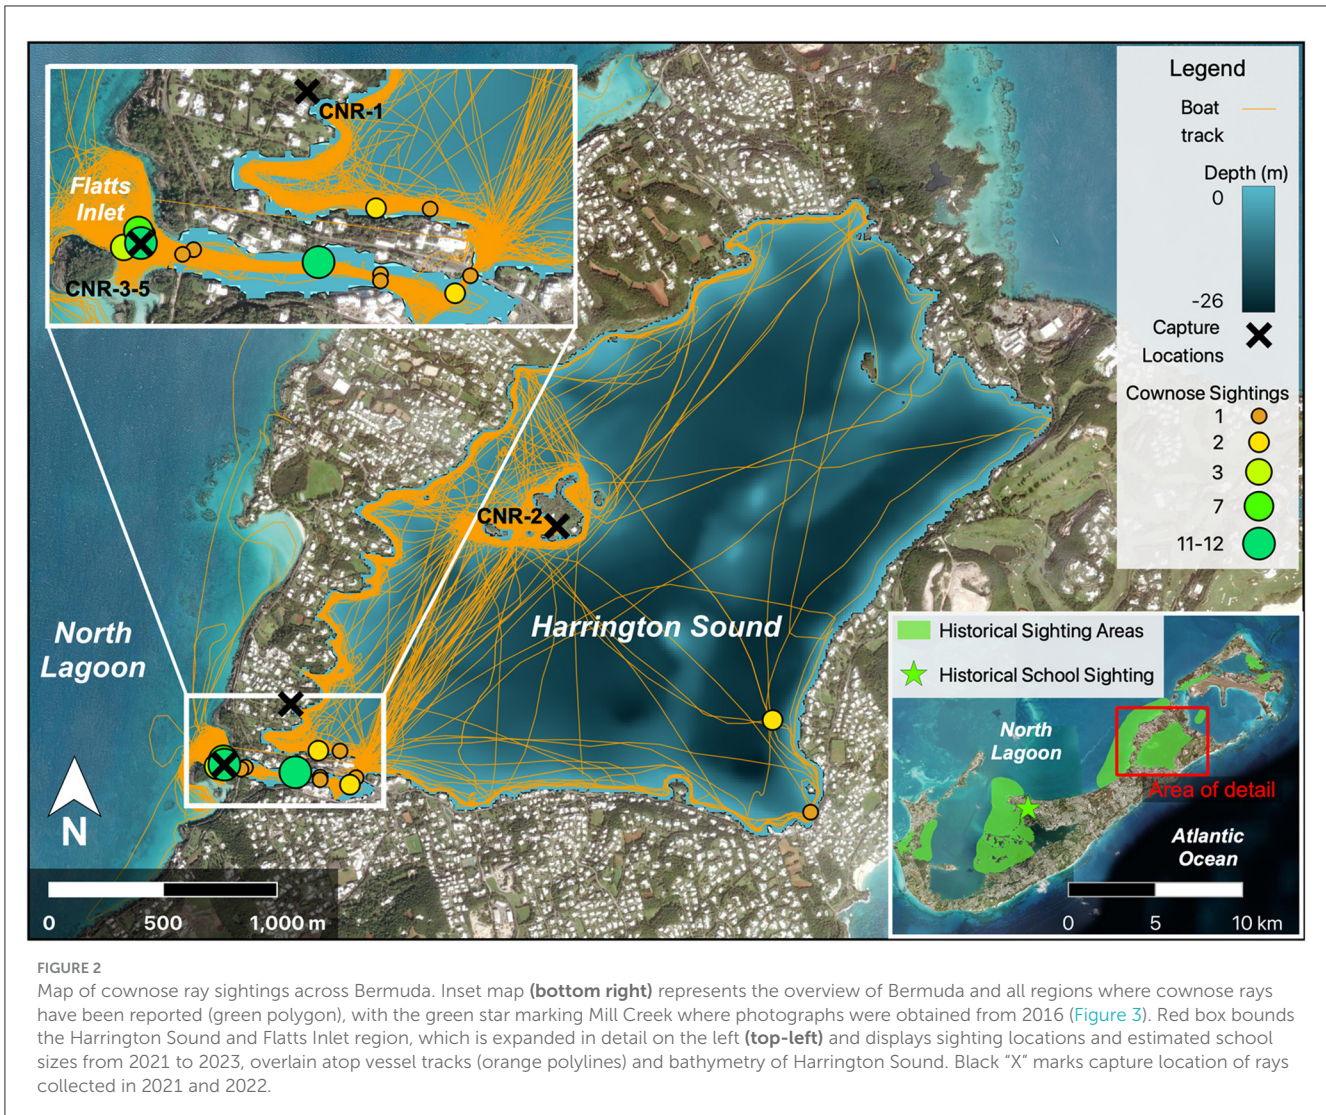 Flatts
Inlet
CNR-1
CNR-3-5
CNR-2
Harrington Sound
North
Lagoon
N
0 500 1,000 m
Legend
Boat
track
Depth (m)
0
-26
Capture
Locations
Cownose Sightings
1
2
3
7
11-12
Historical Sighting Areas
Historical School Sighting
North
Lagoon
Area of detail
Atlantic
Ocean
0 5 10 km
FIGURE 2
Map of cownose ray sightings across Bermuda. Inset map (bottom right) represents the overview of Bermuda and all regions where cownose rays
have been reported (green polygon), with the green star marking Mill Creek where photographs were obtained from 2016 (Figure 3). Red box bounds
the Harrington Sound and Flatts Inlet region, which is expanded in detail on the left (top-left) and displays sighting locations and estimated school
sizes from 2021 to 2023, overlain atop vessel tracks (orange polylines) and bathymetry of Harrington Sound. Black “X” marks capture location of rays
collected in 2021 and 2022.